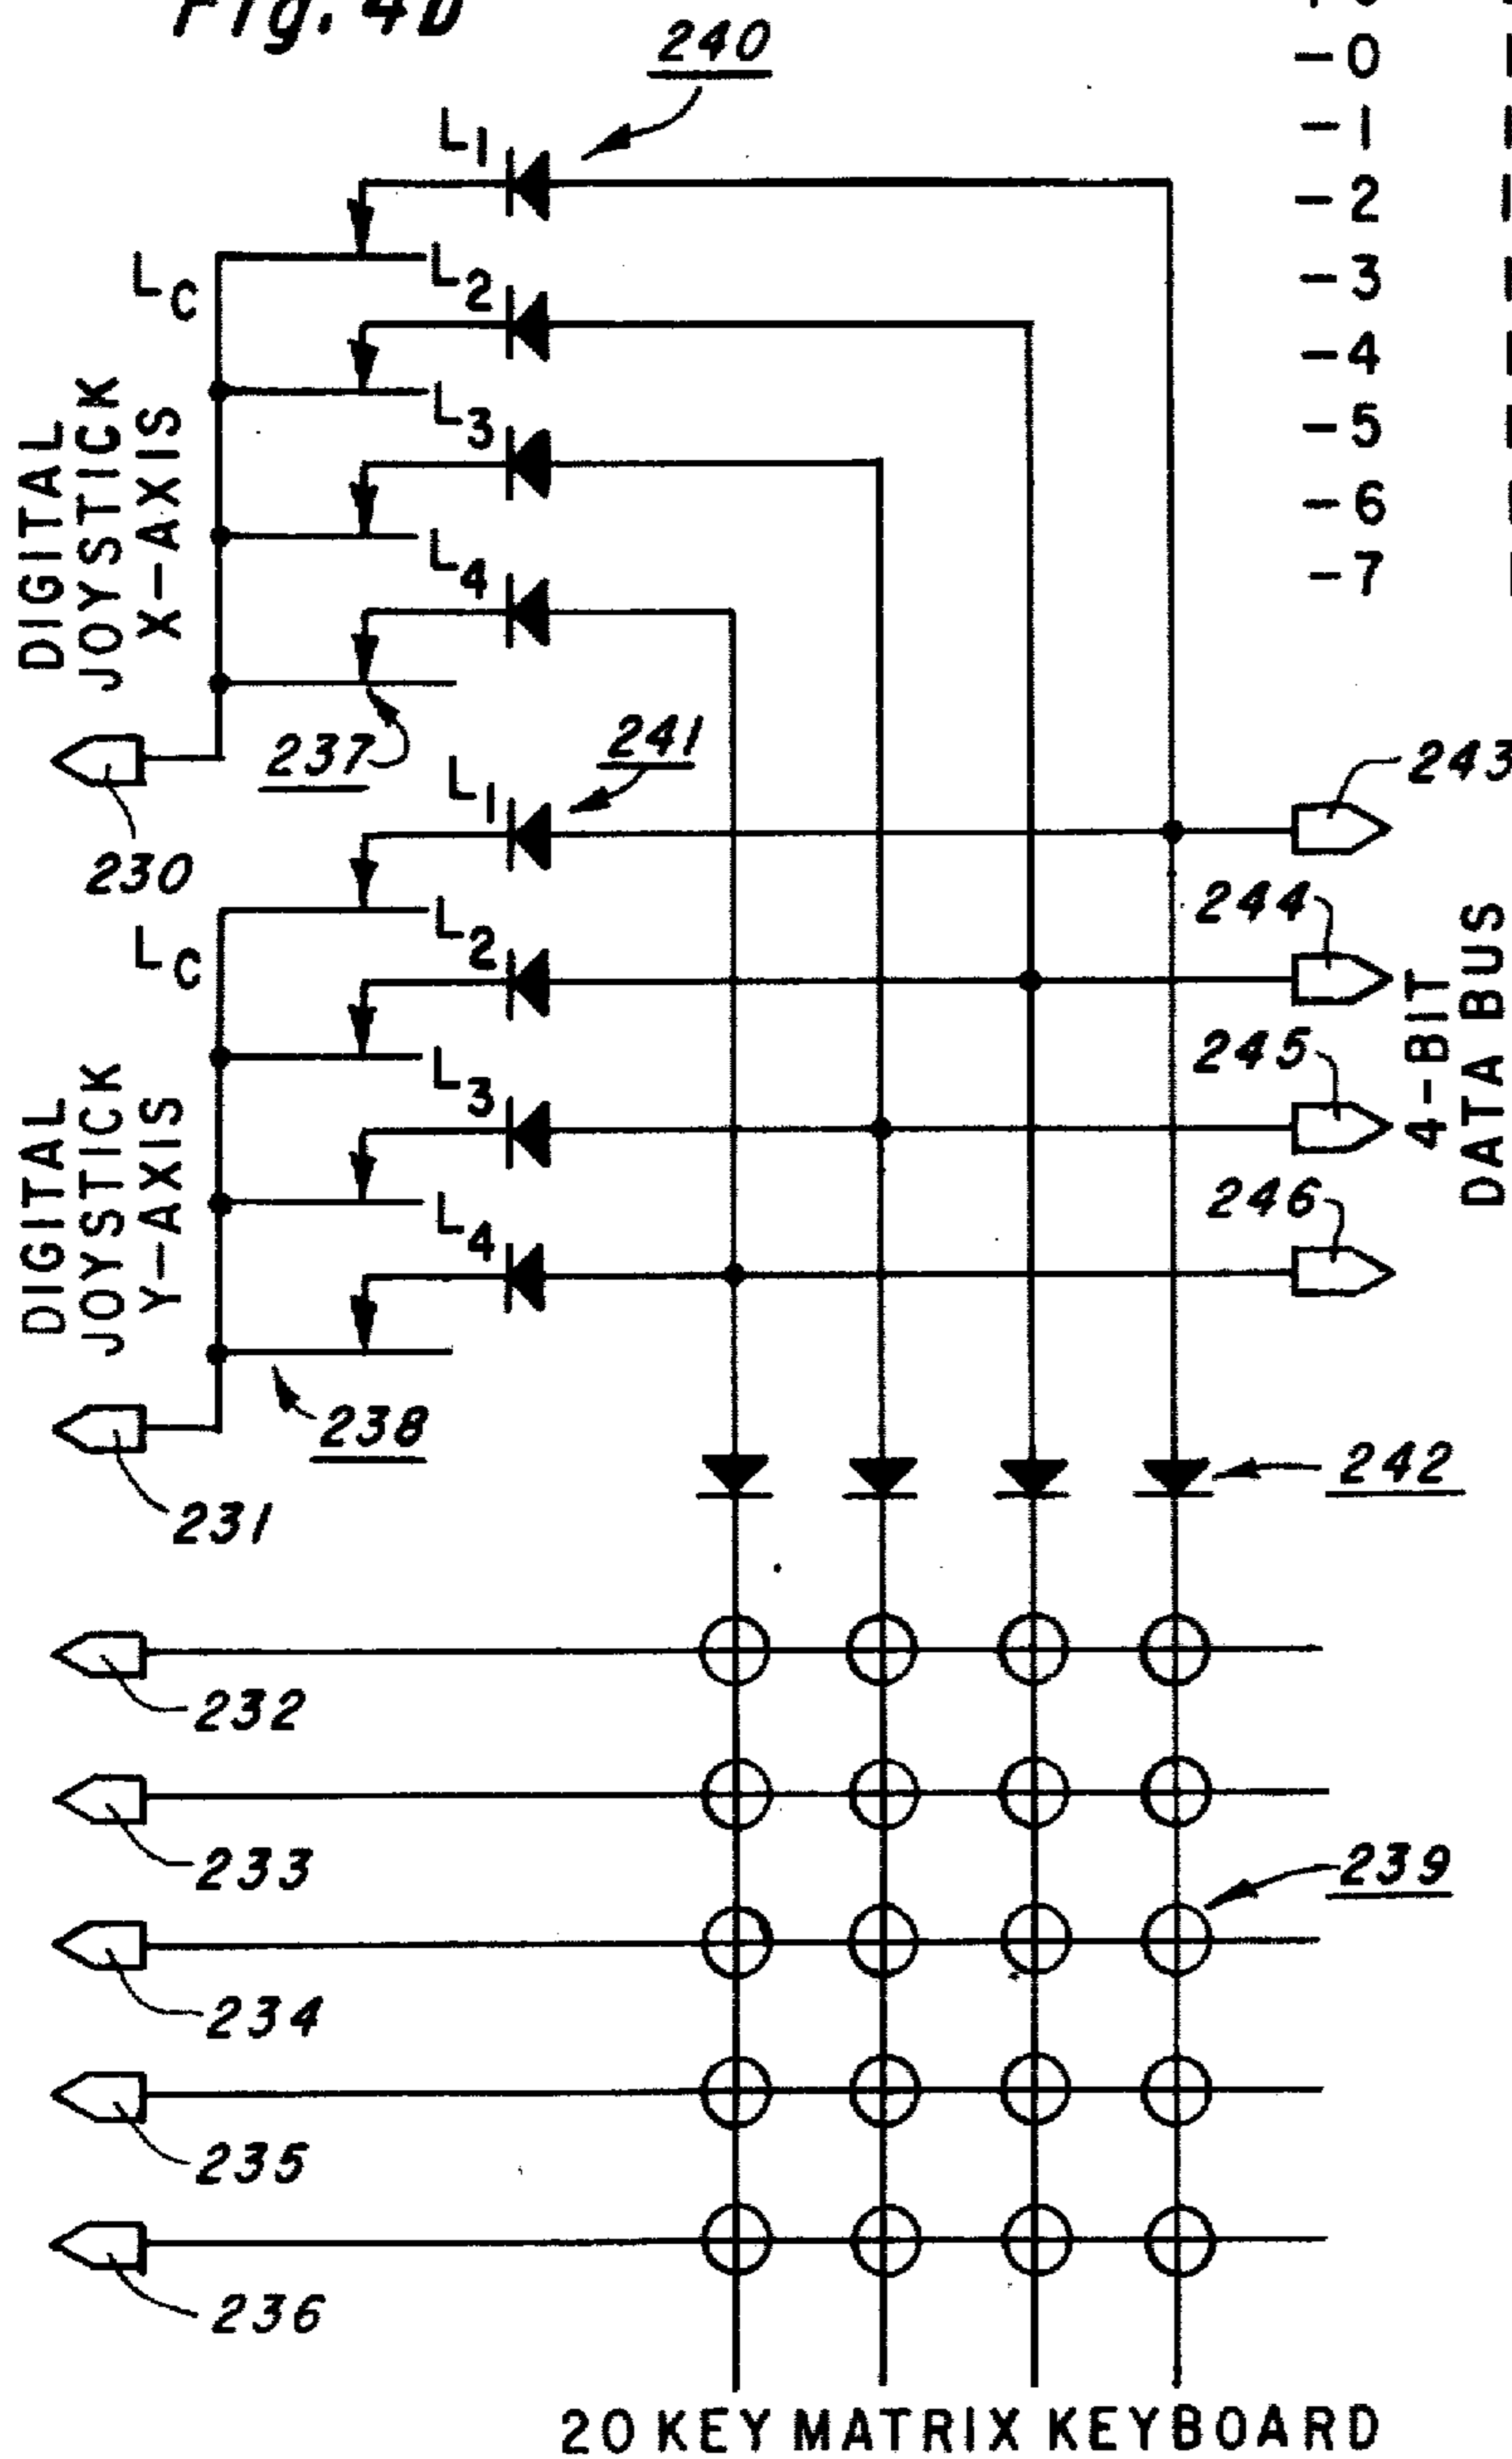 Fig. 4D
240
-0
-1
-2
-3
-4
-5
-6
-7
L1
LC
L2
L3
L4
DIGITAL
JOYSTICK
X-AXIS
237
230
241
L1
LC
L2
L3
L4
DIGITAL
JOYSTICK
Y-AXIS
238
231
243
244
245
246
4-BIT
DATA BUS
242
232
233
234
235
236
239
20 KEY MATRIX KEYBOARD